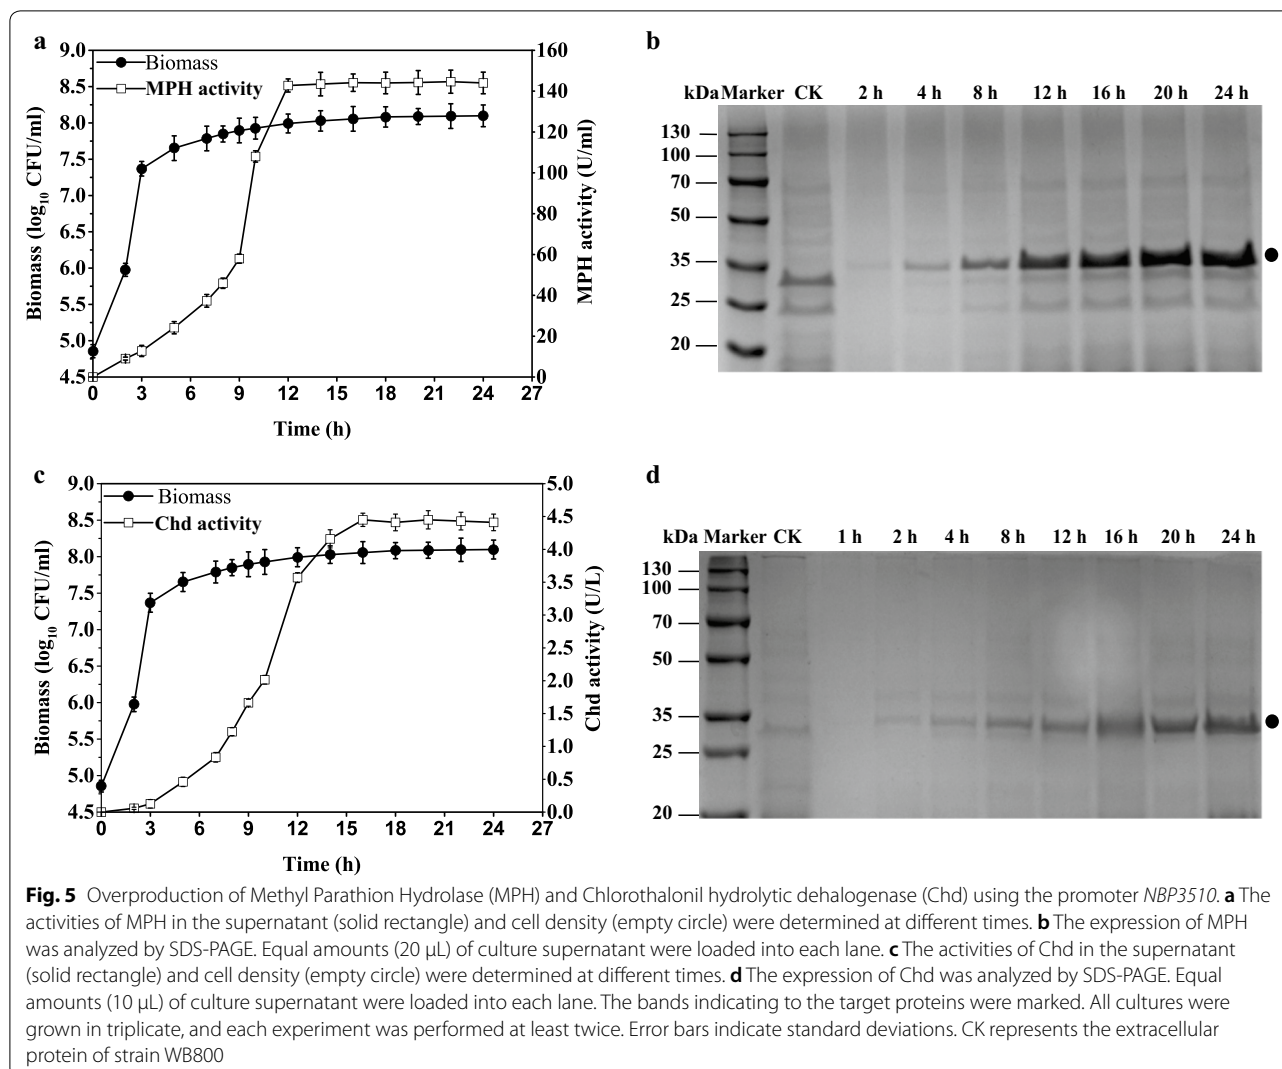 a
9.0
8.5
8.0
7.5
7.0
6.5
6.0
5.5
5.0
4.5
Biomass (log10 CFU/ml)
Biomass
MPH activity
160
140
120
100
80
60
40
20
0
MPH activity (U/ml)
0 3 6 9 12 15 18 21 24 27
Time (h)
b
kDa Marker CK 2 h 4 h 8 h 12 h 16 h 20 h 24 h
130
100
70
50
35
25
20
c
9.0
8.5
8.0
7.5
7.0
6.5
6.0
5.5
5.0
4.5
Biomass (log10 CFU/ml)
Biomass
Chd activity
5.0
4.5
4.0
3.5
3.0
2.5
2.0
1.5
1.0
0.5
0.0
Chd activity (U/L)
0 3 6 9 12 15 18 21 24 27
Time (h)
d
kDa Marker CK 1 h 2 h 4 h 8 h 12 h 16 h 20 h 24 h
130
100
70
50
35
25
20
Fig. 5 Overproduction of Methyl Parathion Hydrolase (MPH) and Chlorothalonil hydrolytic dehalogenase (Chd) using the promoter NBP3510. a The
activities of MPH in the supernatant (solid rectangle) and cell density (empty circle) were determined at different times. b The expression of MPH
was analyzed by SDS-PAGE. Equal amounts (20 μL) of culture supernatant were loaded into each lane. c The activities of Chd in the supernatant
(solid rectangle) and cell density (empty circle) were determined at different times. d The expression of Chd was analyzed by SDS-PAGE. Equal
amounts (10 μL) of culture supernatant were loaded into each lane. The bands indicating to the target proteins were marked. All cultures were
grown in triplicate, and each experiment was performed at least twice. Error bars indicate standard deviations. CK represents the extracellular
protein of strain WB800